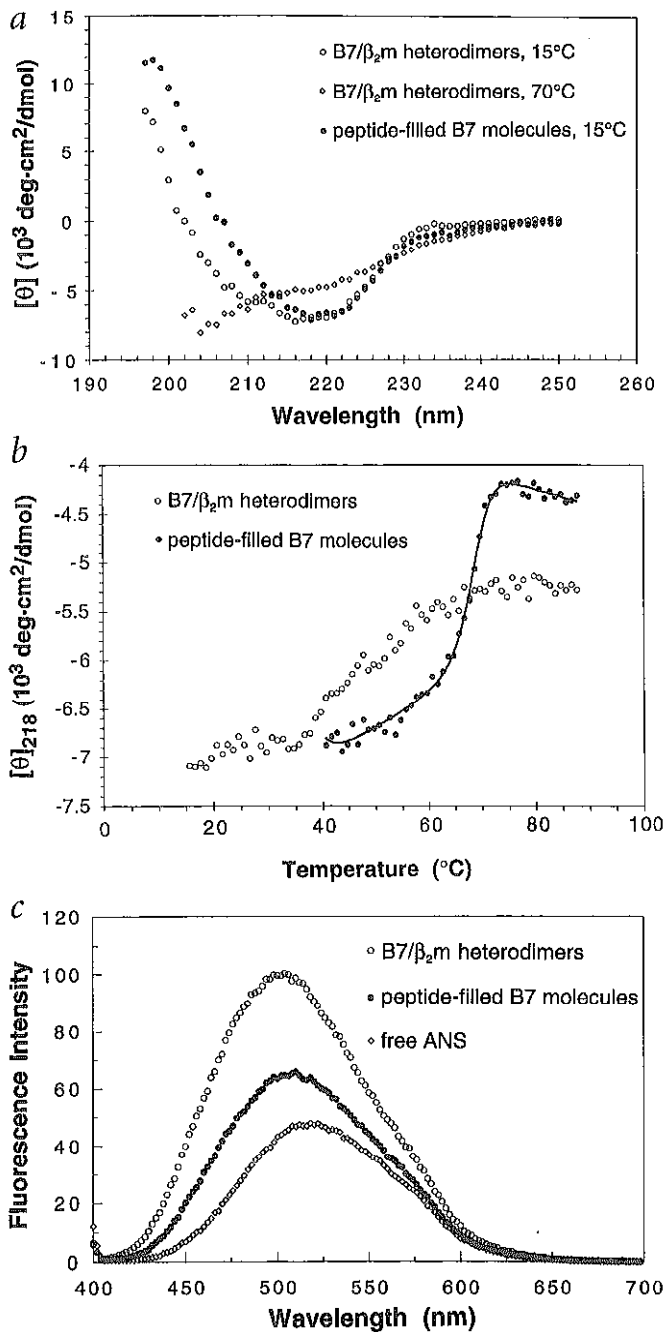 a
15
10
5
0
-5
-10
[θ] (10³ deg·cm²/dmol)
B7/β₂m heterodimers, 15°C
B7/β₂m heterodimers, 70°C
peptide-filled B7 molecules, 15°C
190 200 210 220 230 240 250 260
Wavelength (nm)
b
-4
-4.5
-5
-5.5
-6
-6.5
-7
-7.5
[θ]₂₁₈ (10³ deg·cm²/dmol)
B7/β₂m heterodimers
peptide-filled B7 molecules
0 20 40 60 80 100
Temperature (°C)
c
120
100
80
60
40
20
0
Fluorescence Intensity
B7/β₂m heterodimers
peptide-filled B7 molecules
free ANS
400 450 500 550 600 650 700
Wavelength (nm)